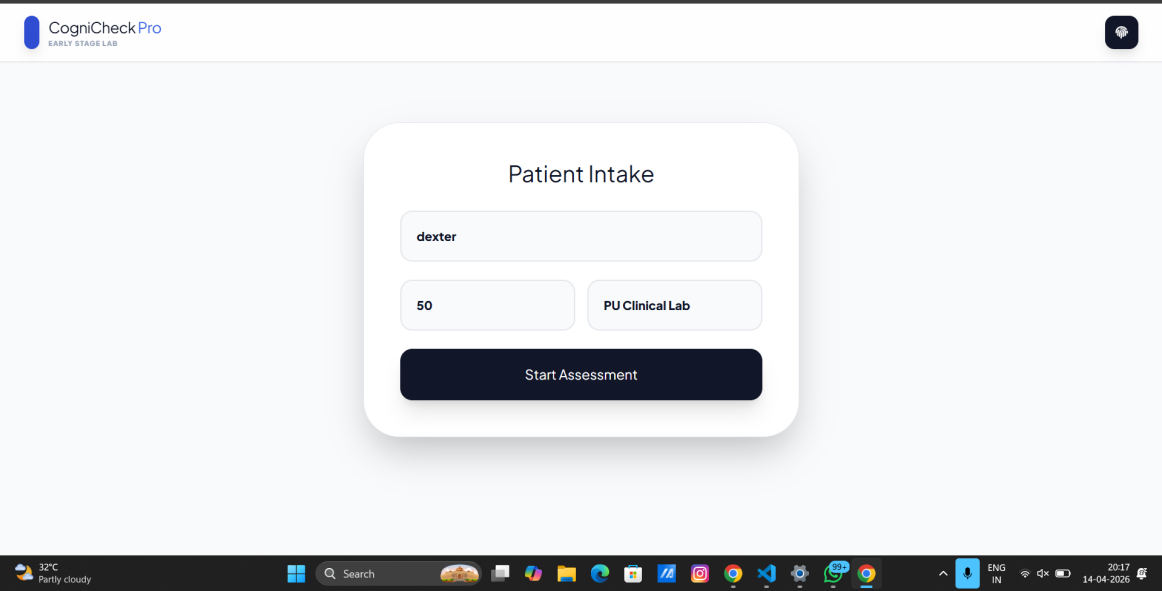 CogniCheck Pro
EARLY STAGE LAB
Patient Intake
dexter
50
PU Clinical Lab
Start Assessment
32°C
Partly cloudy
Search
99+
ENG
IN
20:17
14-04-2026